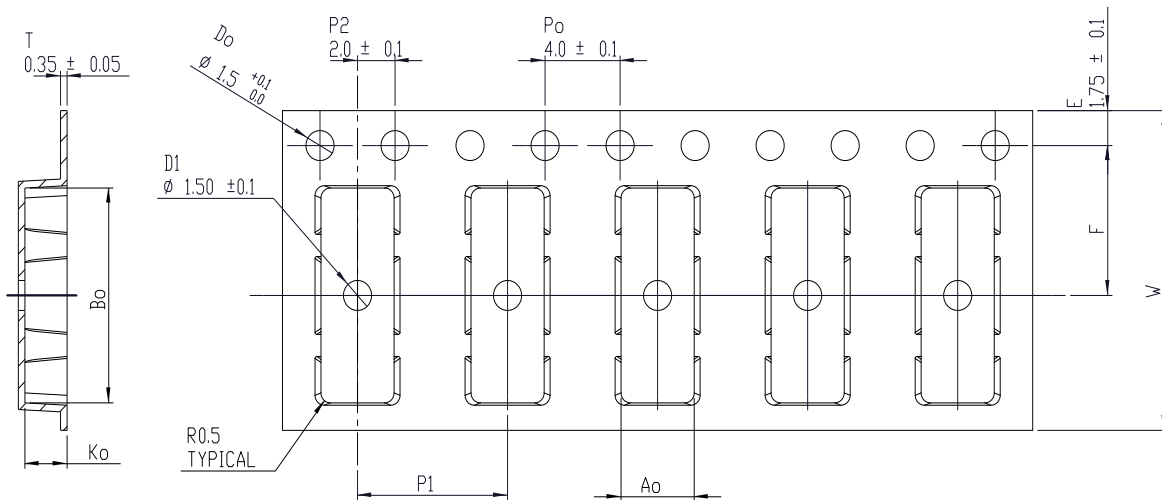 T
0.35 ± 0.05
Do
ø 1.5 +0.1 0.0
P2
2.0 ± 0.1
Po
4.0 ± 0.1
E
1.75 ± 0.1
D1
ø 1.50 ±0.1
F
W
Bo
R0.5
TYPICAL
Ko
P1
Ao